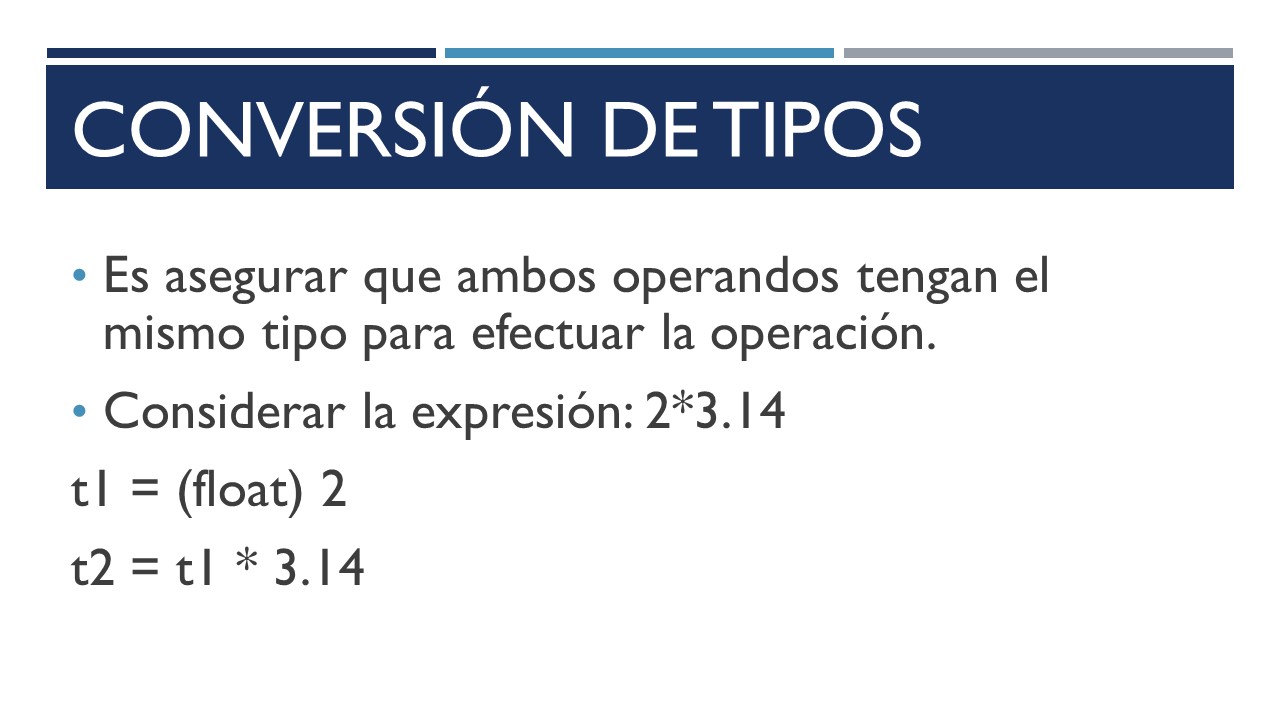 CONVERSIÓN DE TIPOS
• Es asegurar que ambos operandos tengan el
mismo tipo para efectuar la operación.
• Considerar la expresión: 2*3.14
t1 = (float) 2
t2 = t1 * 3.14